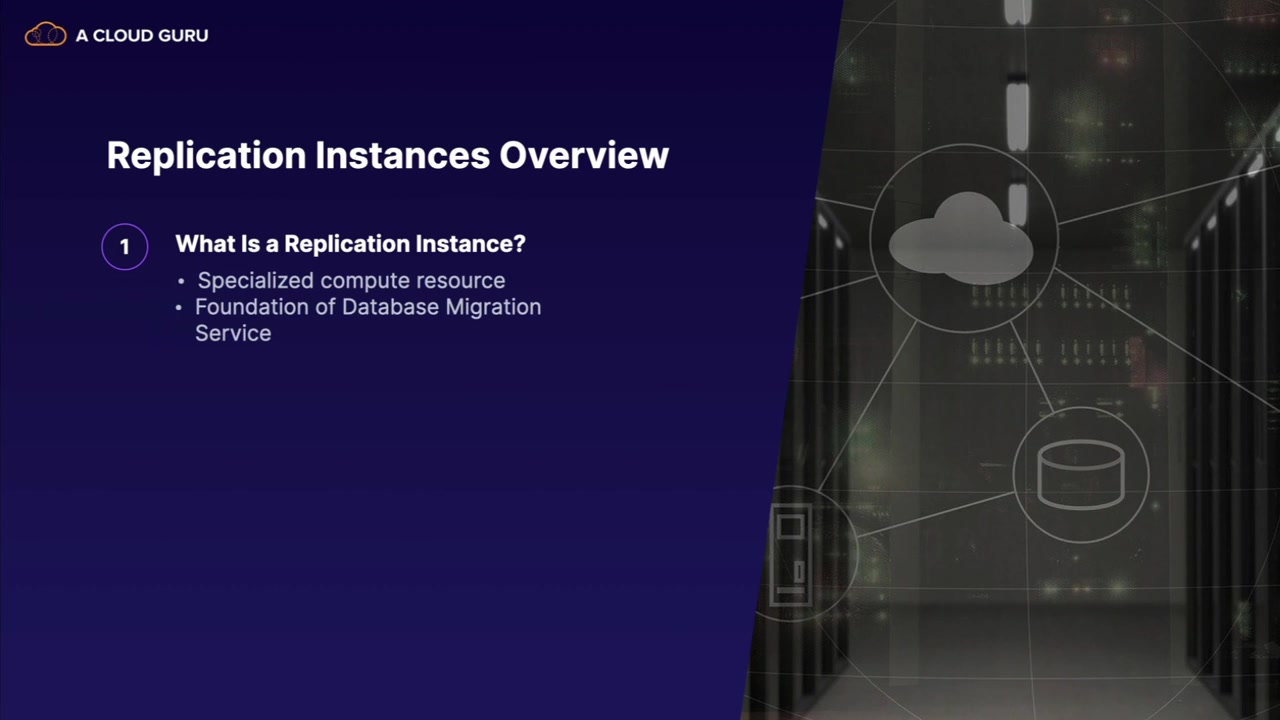 A CLOUD GURU
Replication Instances Overview
1
What Is a Replication Instance?
• Specialized compute resource
• Foundation of Database Migration
Service